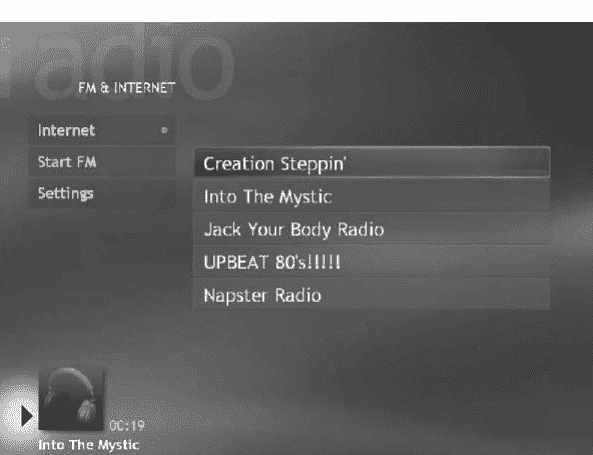 radio
FM & INTERNET
Internet
Start FM
Settings
Creation Steppin'
Into The Mystic
Jack Your Body Radio
UPBEAT 80's!!!!!
Napster Radio
00:19
Into The Mystic